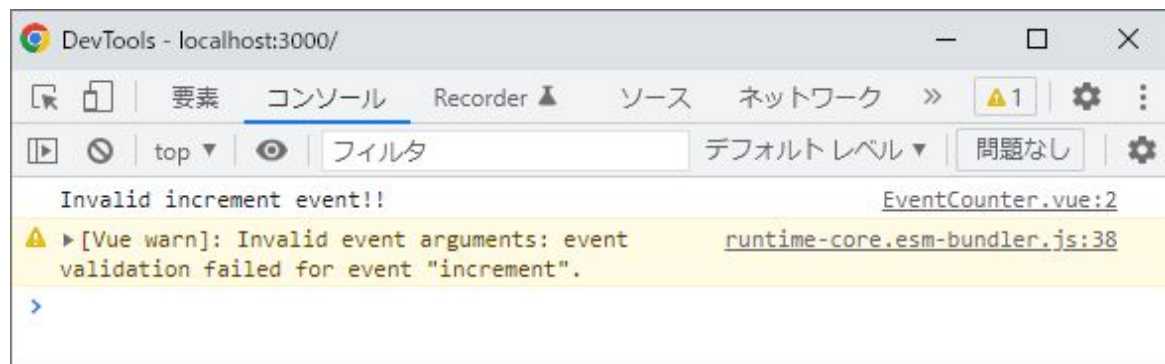 DevTools - localhost:3000/
要素 コンソール Recorder ソース ネットワーク » 1
top ▼ フィルタ デフォルト レベル ▼ 問題なし
Invalid increment event!! EventCounter.vue:2
▶[Vue warn]: Invalid event arguments: event runtime-core.esm-bundler.js:38
validation failed for event "increment".
>